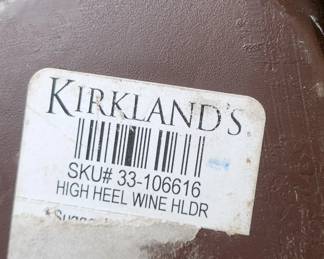 KIRKLAND'S
SKU# 33-106616
HIGH HEEL WINE HLDR